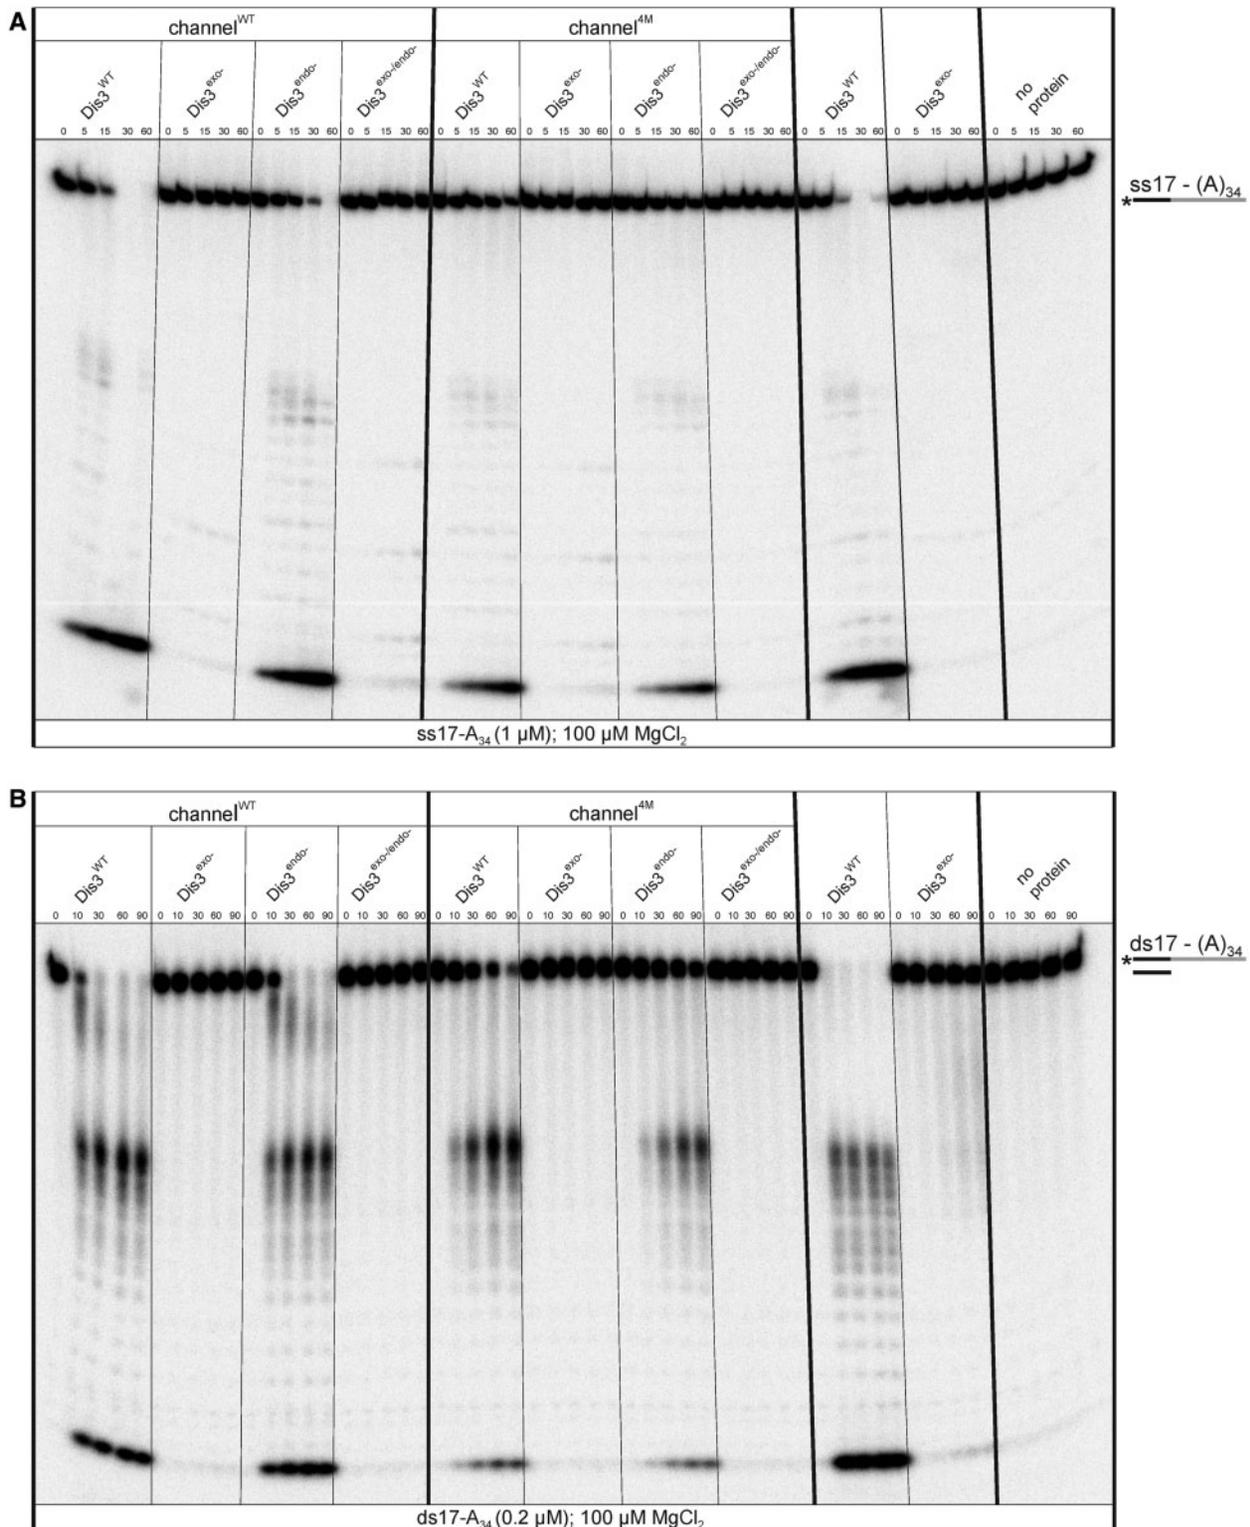 A
channelWT channel4M
Dis3WT Dis3exo- Dis3endo- Dis3exo-/endo- Dis3WT Dis3exo- Dis3endo- Dis3exo-/endo- Dis3WT Dis3exo- no protein
0 5 15 30 60 0 5 15 30 60 0 5 15 30 60 0 5 15 30 60 0 5 15 30 60 0 5 15 30 60 0 5 15 30 60 0 5 15 30 60 0 5 15 30 60 0 5 15 30 60 0 5 15 30 60
ss17 - (A)34
*
ss17-A34 (1 µM); 100 µM MgCl2
B
channelWT channel4M
Dis3WT Dis3exo- Dis3endo- Dis3exo-/endo- Dis3WT Dis3exo- Dis3endo- Dis3exo-/endo- Dis3WT Dis3exo- no protein
0 10 30 60 90 0 10 30 60 90 0 10 30 60 90 0 10 30 60 90 0 10 30 60 90 0 10 30 60 90 0 10 30 60 90 0 10 30 60 90 0 10 30 60 90 0 10 30 60 90 0 10 30 60 90
ds17 - (A)34
*
ds17-A34 (0.2 µM); 100 µM MgCl2